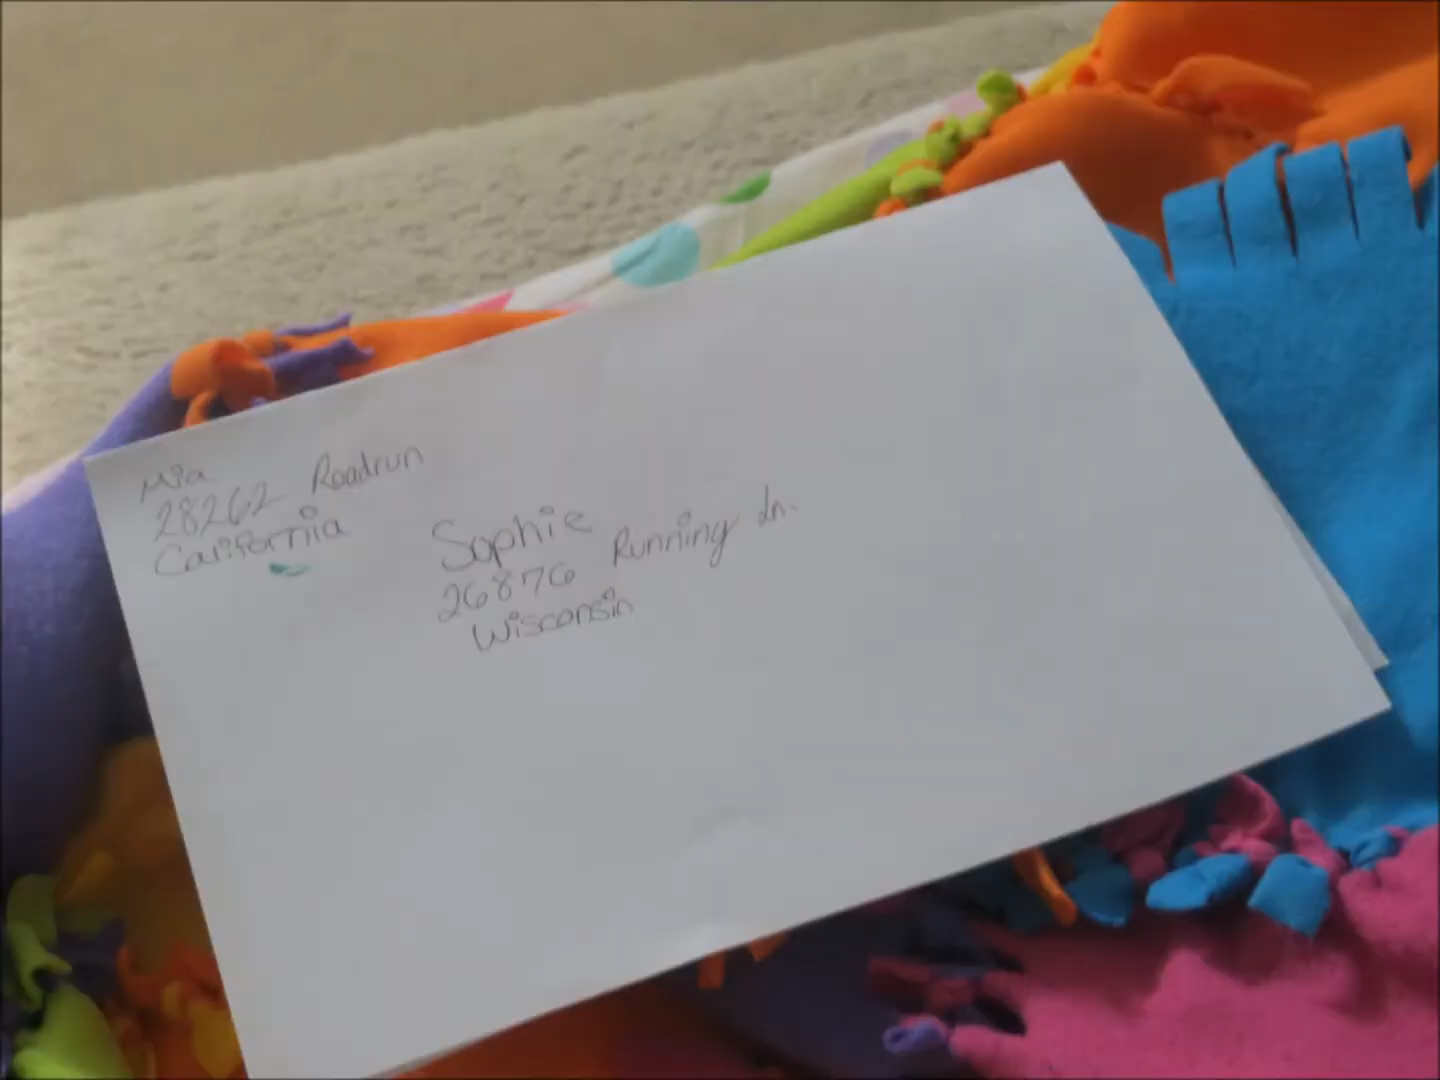 Mia
28262 Roadrun
California
Sophie
26876 Running Ln.
Wisconsin